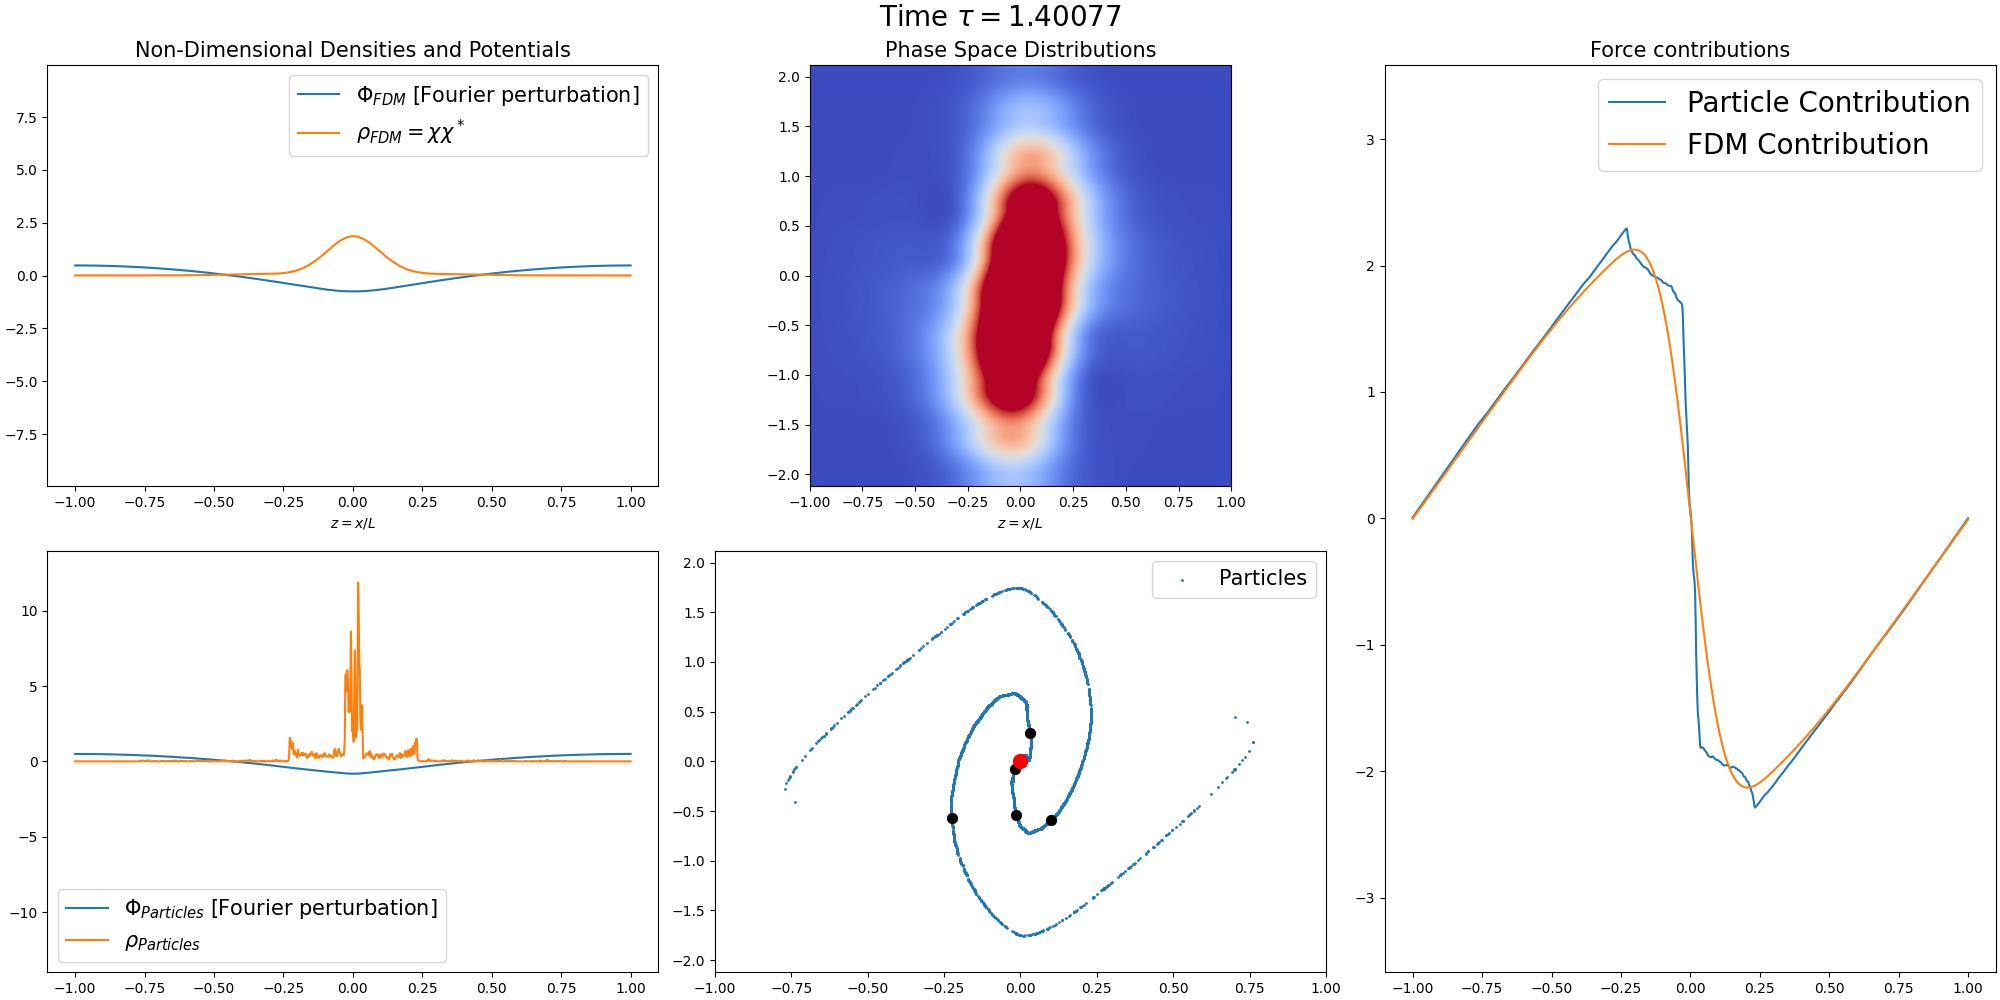 Time τ = 1.40077
Non-Dimensional Densities and Potentials
Φ_FDM [Fourier perturbation]
ρ_FDM = χχ*
7.5
5.0
2.5
0.0
−2.5
−5.0
−7.5
−1.00 −0.75 −0.50 −0.25 0.00 0.25 0.50 0.75 1.00
z = x/L
Phase Space Distributions
2.0
1.5
1.0
0.5
0.0
−0.5
−1.0
−1.5
−2.0
−1.00 −0.75 −0.50 −0.25 0.00 0.25 0.50 0.75 1.00
z = x/L
Force contributions
Particle Contribution
FDM Contribution
3
2
1
0
−1
−2
−3
−1.00 −0.75 −0.50 −0.25 0.00 0.25 0.50 0.75 1.00
10
5
0
−5
−10
Φ_Particles [Fourier perturbation]
ρ_Particles
−1.00 −0.75 −0.50 −0.25 0.00 0.25 0.50 0.75 1.00
Particles
2.0
1.5
1.0
0.5
0.0
−0.5
−1.0
−1.5
−2.0
−1.00 −0.75 −0.50 −0.25 0.00 0.25 0.50 0.75 1.00